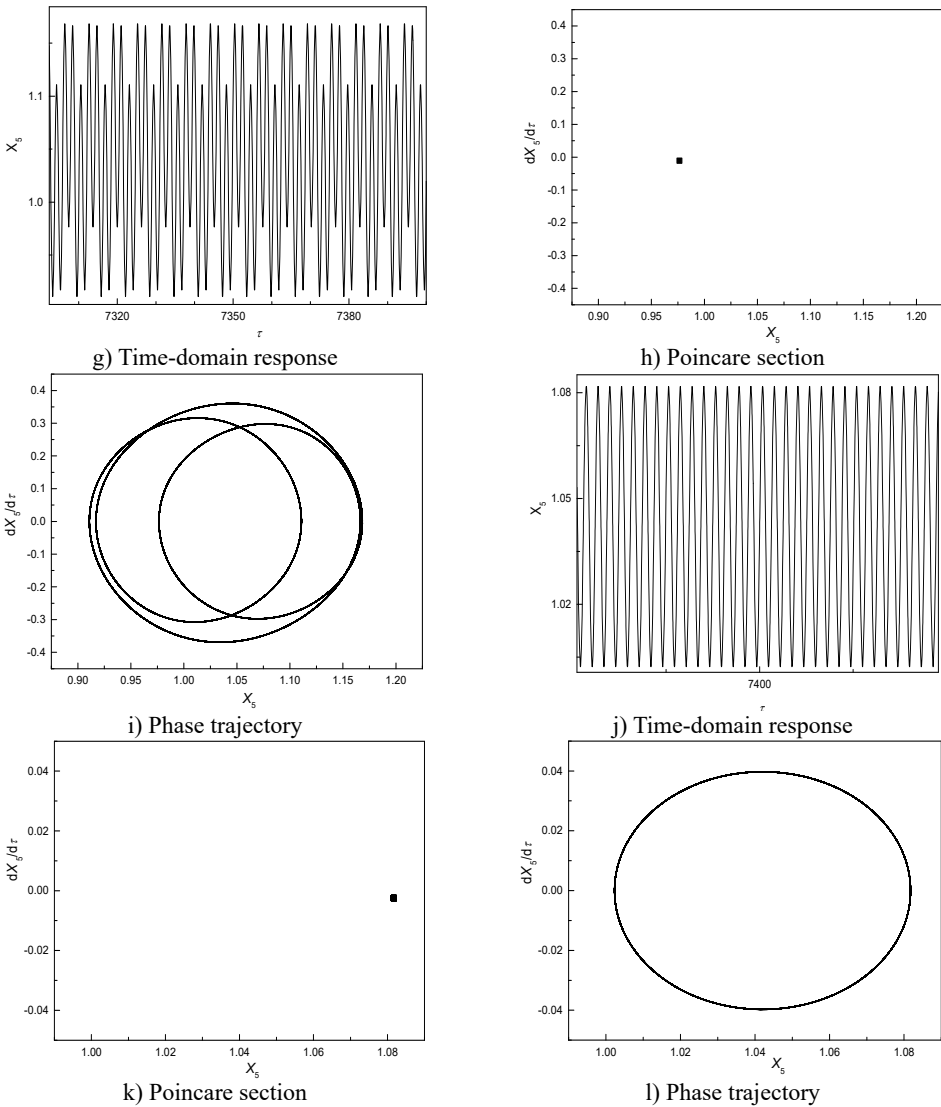 1.1
1.0
X5
7320 7350 7380
τ
g) Time-domain response
0.4
0.3
0.2
0.1
0.0
-0.1
-0.2
-0.3
-0.4
dX5/dτ
0.90 0.95 1.00 1.05 1.10 1.15 1.20
X5
h) Poincare section
0.4
0.3
0.2
0.1
0.0
-0.1
-0.2
-0.3
-0.4
dX5/dτ
0.90 0.95 1.00 1.05 1.10 1.15 1.20
X5
i) Phase trajectory
1.08
1.05
1.02
X5
7400
τ
j) Time-domain response
0.04
0.02
0.00
-0.02
-0.04
dX5/dτ
1.00 1.02 1.04 1.06 1.08
X5
k) Poincare section
0.04
0.02
0.00
-0.02
-0.04
dX5/dτ
1.00 1.02 1.04 1.06 1.08
X5
l) Phase trajectory